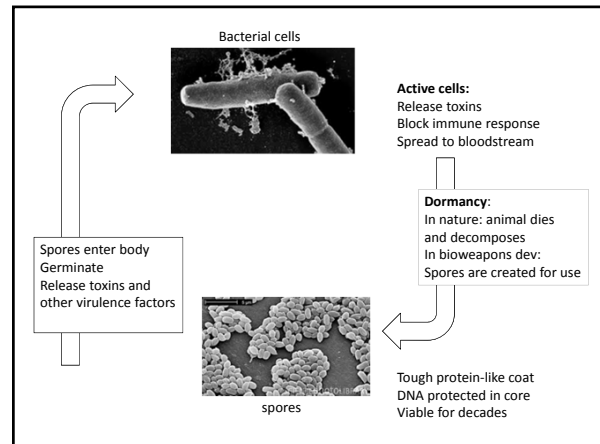 Bacterial cells
Active cells:
Release toxins
Block immune response
Spread to bloodstream
Dormancy:
In nature: animal dies
and decomposes
In bioweapons dev:
Spores are created for use
Spores enter body
Germinate
Release toxins and
other virulence factors
spores
Tough protein-like coat
DNA protected in core
Viable for decades